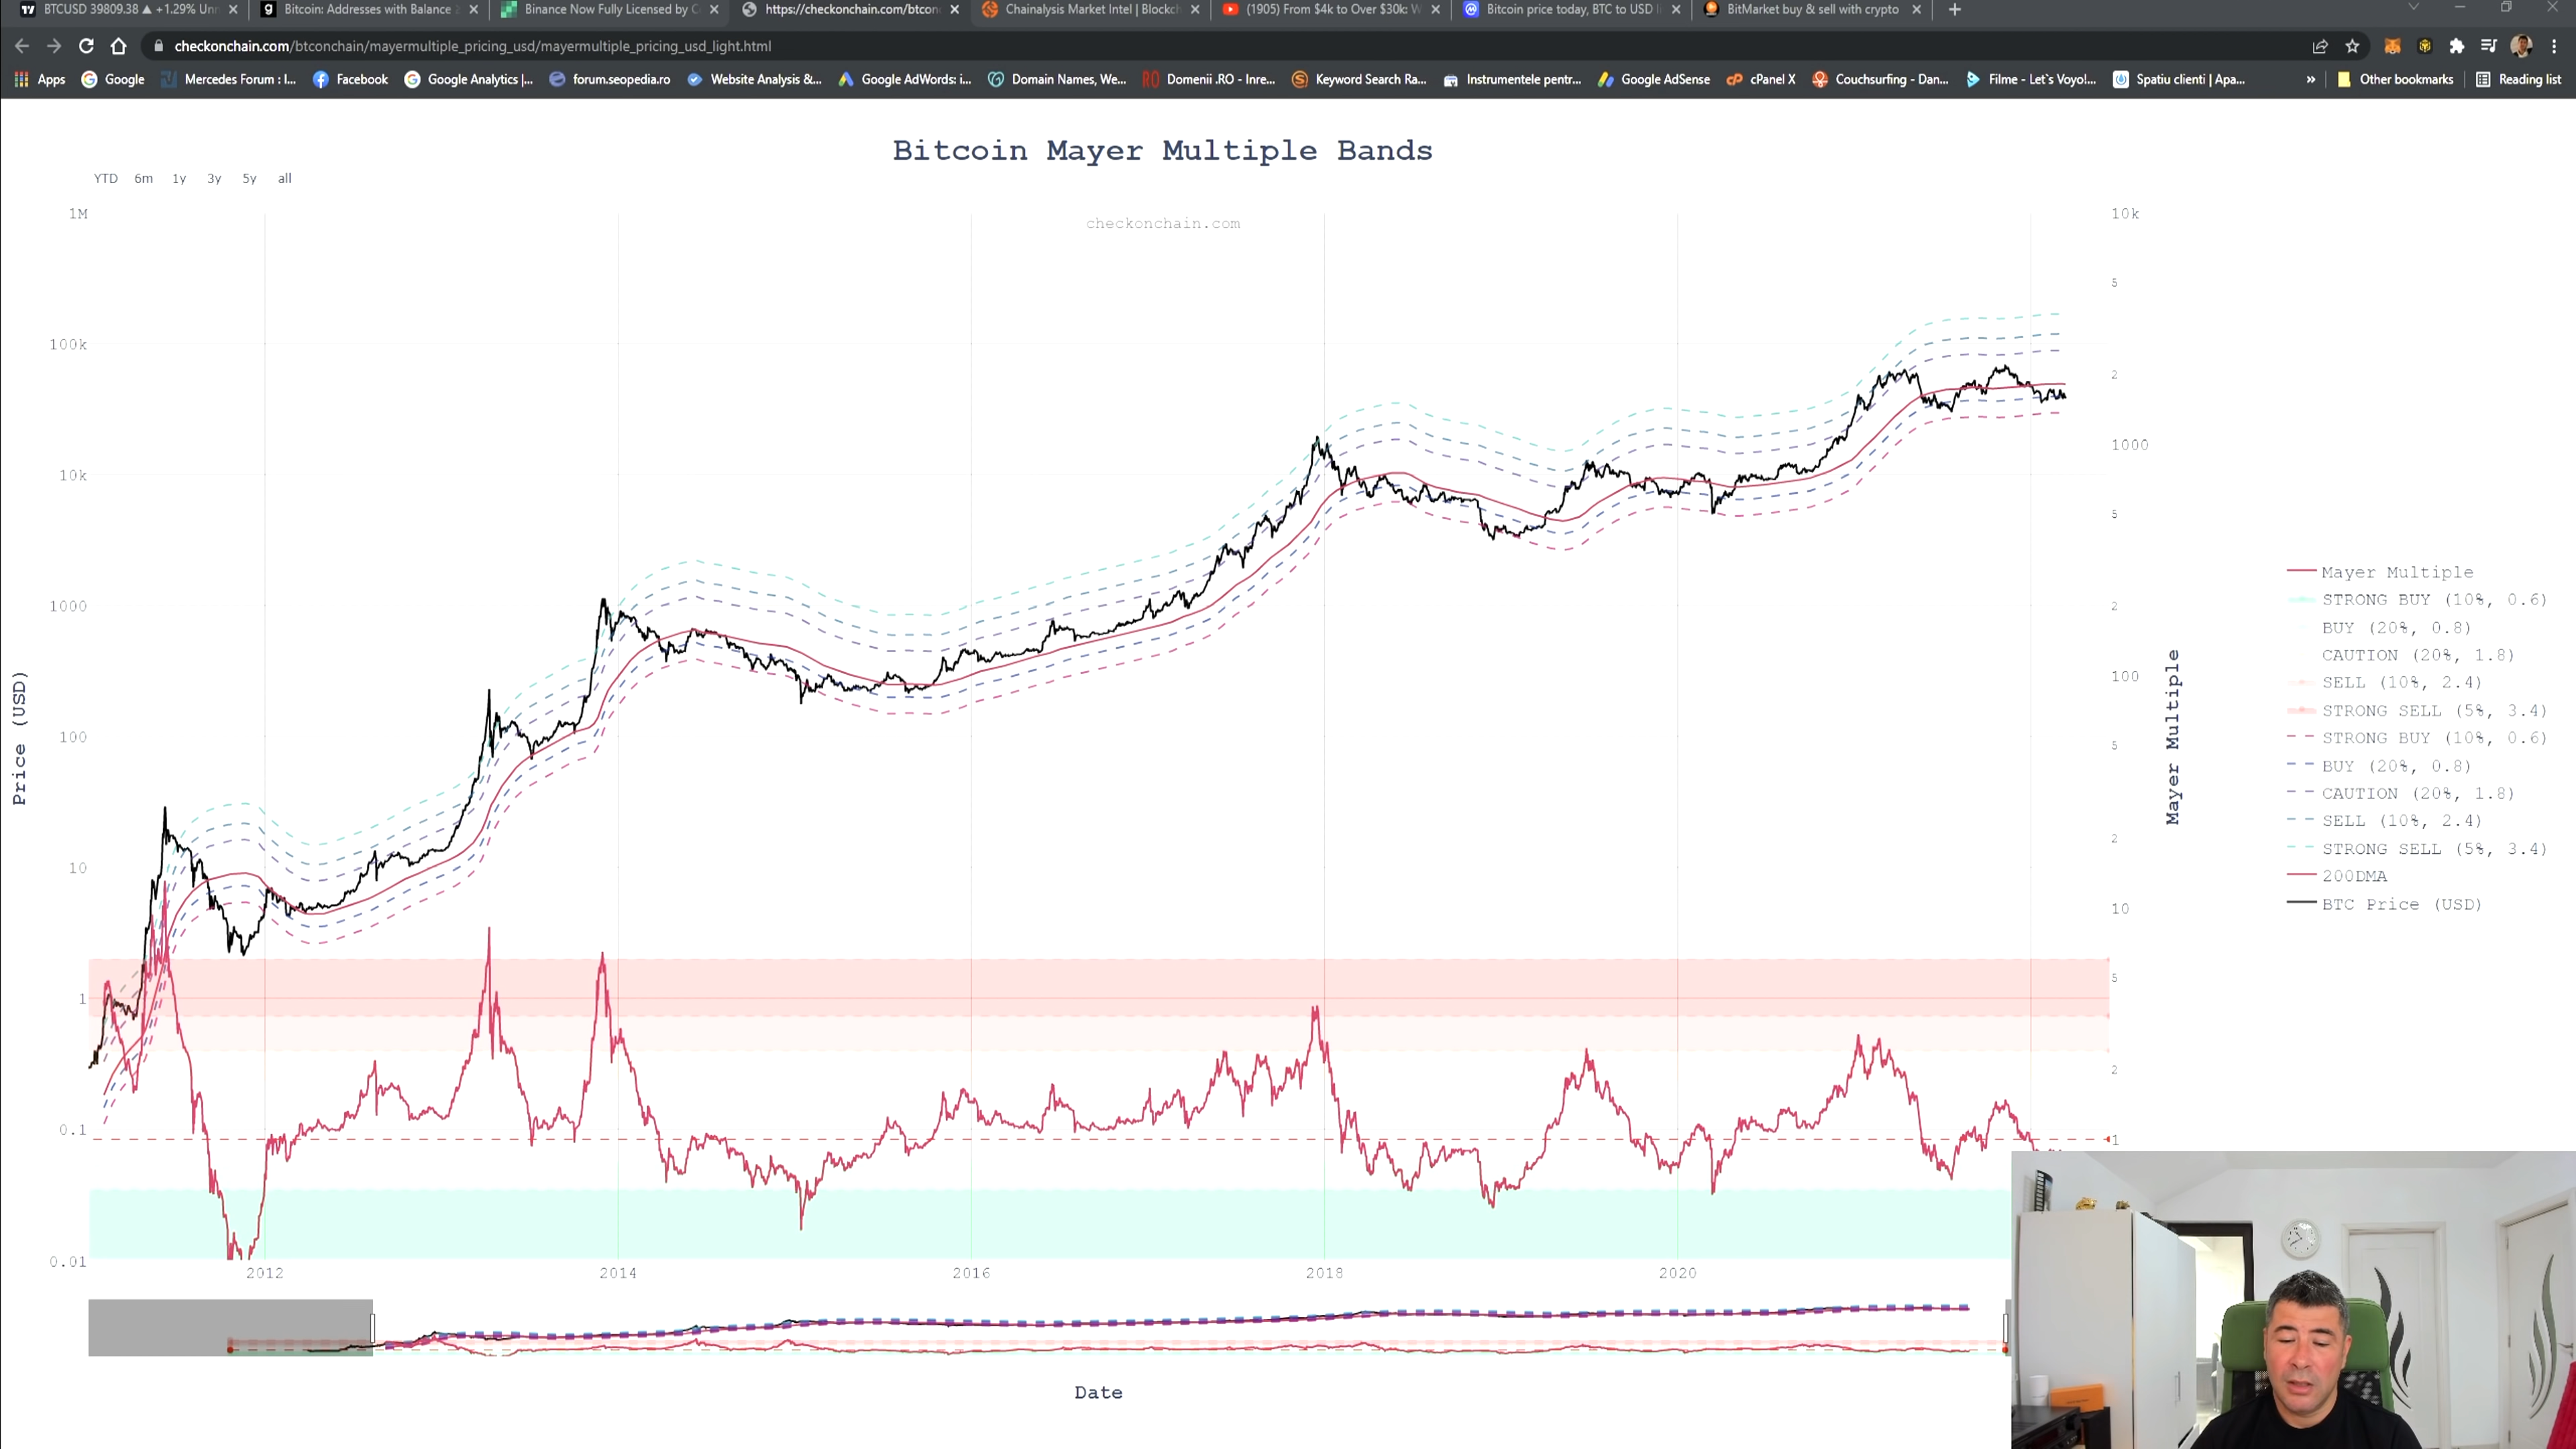 BTCUSD 39809.38 ▲ +1.29% Unn
Bitcoin: Addresses with Balance
Binance Now Fully Licensed by C
https://checkonchain.com/btcon
Chainalysis Market Intel | Blockch
(1905) From $4k to Over $30k: W
Bitcoin price today, BTC to USD li
BitMarket buy & sell with crypto
checkonchain.com/btconchain/mayermultiple_pricing_usd/mayermultiple_pricing_usd_light.html
Apps
Google
Mercedes Forum : I...
Facebook
Google Analytics |...
forum.seopedia.ro
Website Analysis &...
Google AdWords: i...
Domain Names, We...
Domenii .RO - Inre...
Keyword Search Ra...
Instrumentele pentr...
Google AdSense
cPanel X
Couchsurfing - Dan...
Filme - Let`s Voyo!...
Spatiu clienti | Apa...
»
Other bookmarks
Reading list
Bitcoin Mayer Multiple Bands
YTD 6m 1y 3y 5y all
checkonchain.com
1M
100k
10k
1000
100
10
1
0.1
0.01
Price (USD)
10k
5
2
1000
5
2
100
5
2
10
5
2
1
Mayer Multiple
Mayer Multiple
STRONG BUY (10%, 0.6)
BUY (20%, 0.8)
CAUTION (20%, 1.8)
SELL (10%, 2.4)
STRONG SELL (5%, 3.4)
STRONG BUY (10%, 0.6)
BUY (20%, 0.8)
CAUTION (20%, 1.8)
SELL (10%, 2.4)
STRONG SELL (5%, 3.4)
200DMA
BTC Price (USD)
2012 2014 2016 2018 2020
Date